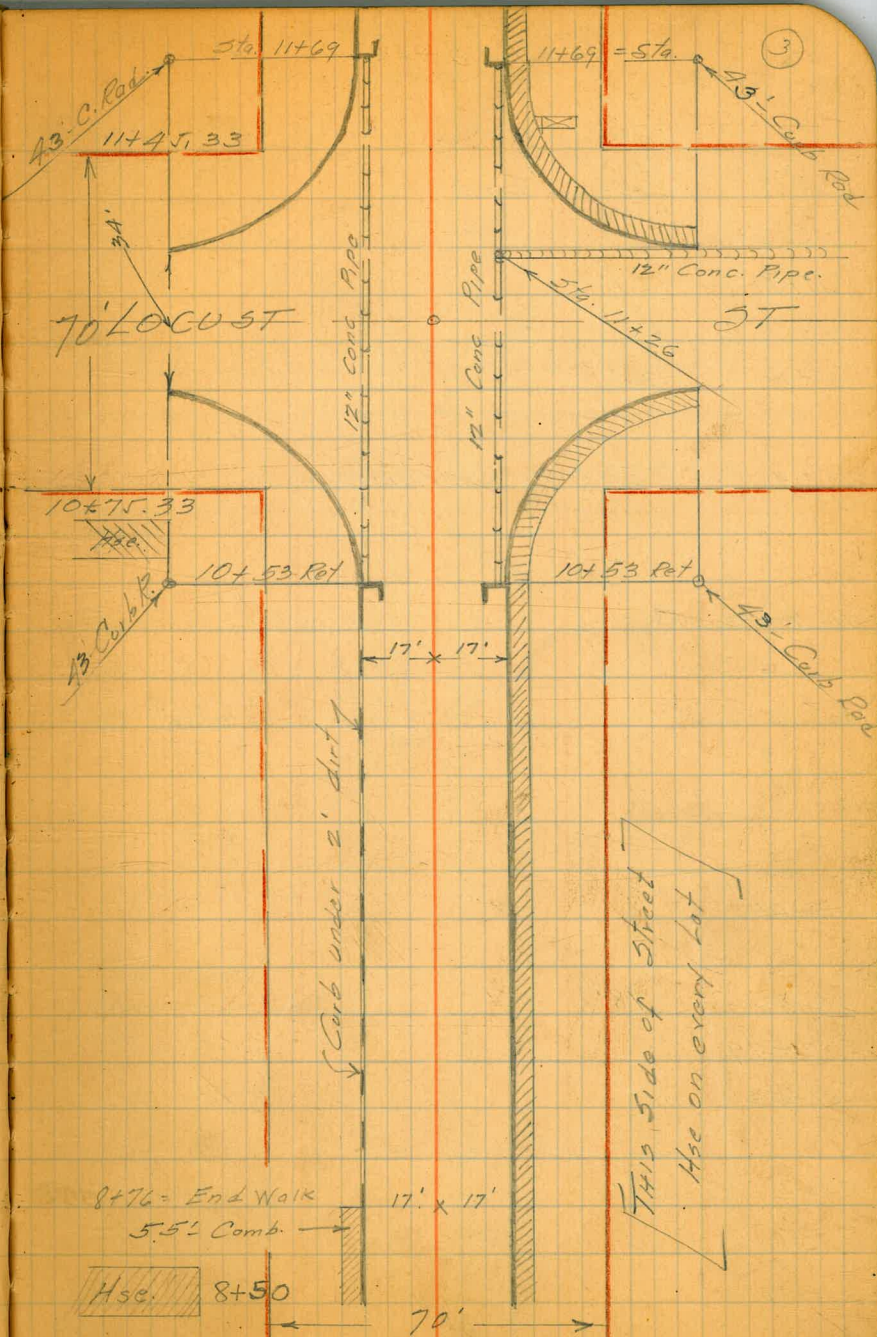 3
Sta. 11+69
11+69 = Sta.
43' C. Rad.
43' Curb Rad
11+45.33
34'
12" Conc Pipe
12" Conc Pipe
12" Conc. Pipe.
Sta. 11+26
70' LOCUST
ST
10+75.33
Hse.
10+53 Ret
10+53 Ret
43' Curb R.
43' Curb Rad
17' x 17'
Curb under 2' dirt
THIS Side of Street
Hse on every Lot
8+76 = End Walk
5.5' Comb.
17' x 17'
Hse. 8+50
70'